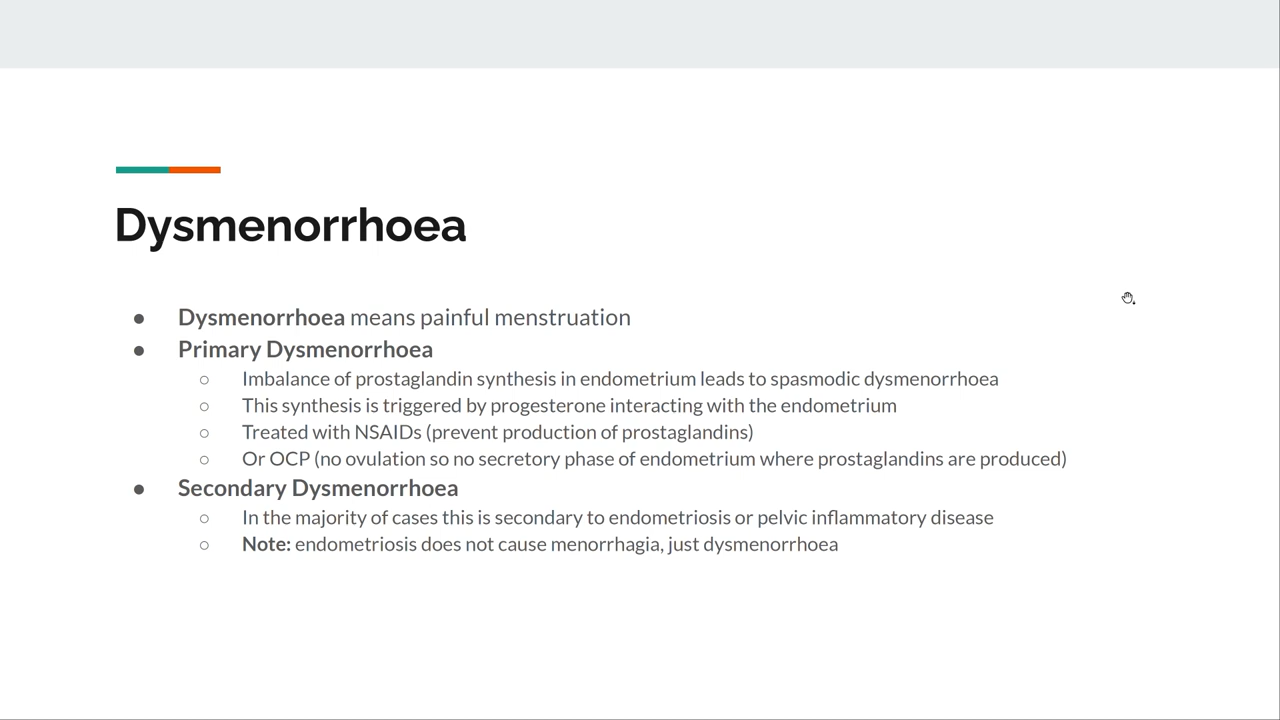 Dysmenorrhoea
● Dysmenorrhoea means painful menstruation
● Primary Dysmenorrhoea
○ Imbalance of prostaglandin synthesis in endometrium leads to spasmodic dysmenorrhoea
○ This synthesis is triggered by progesterone interacting with the endometrium
○ Treated with NSAIDs (prevent production of prostaglandins)
○ Or OCP (no ovulation so no secretory phase of endometrium where prostaglandins are produced)
● Secondary Dysmenorrhoea
○ In the majority of cases this is secondary to endometriosis or pelvic inflammatory disease
○ Note: endometriosis does not cause menorrhagia, just dysmenorrhoea